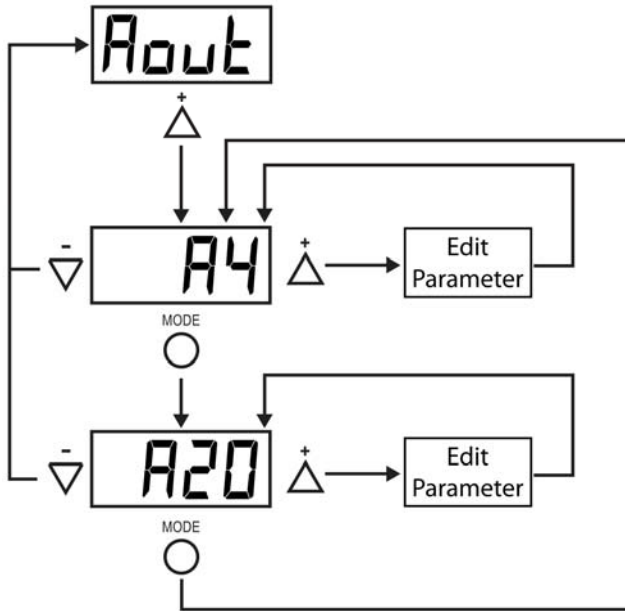 Aout
+
-
A4
+
Edit
Parameter
MODE
-
A20
+
Edit
Parameter
MODE